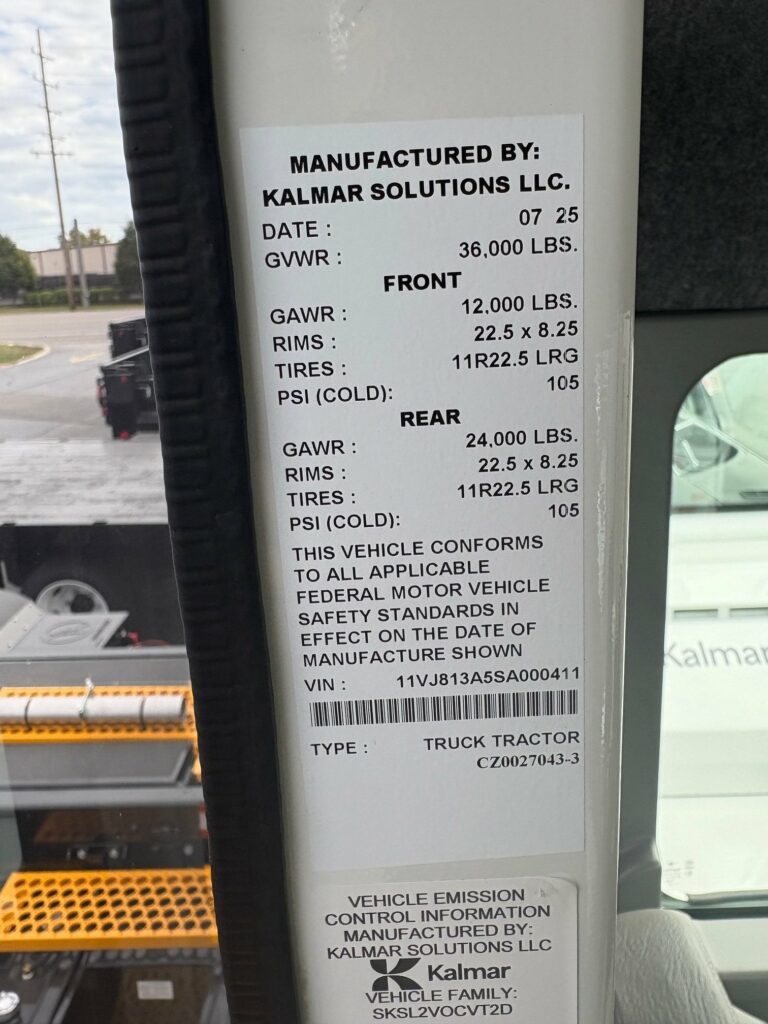 MANUFACTURED BY:
KALMAR SOLUTIONS LLC.
DATE : 07 25
GVWR : 36,000 LBS.
FRONT
GAWR : 12,000 LBS.
RIMS : 22.5 x 8.25
TIRES : 11R22.5 LRG
PSI (COLD): 105
REAR
GAWR : 24,000 LBS.
RIMS : 22.5 x 8.25
TIRES : 11R22.5 LRG
PSI (COLD): 105
THIS VEHICLE CONFORMS
TO ALL APPLICABLE
FEDERAL MOTOR VEHICLE
SAFETY STANDARDS IN
EFFECT ON THE DATE OF
MANUFACTURE SHOWN
VIN : 11VJ813A5SA000411
TYPE : TRUCK TRACTOR
CZ0027043-3
VEHICLE EMISSION
CONTROL INFORMATION
MANUFACTURED BY:
KALMAR SOLUTIONS LLC
Kalmar
VEHICLE FAMILY:
SKSL2VOCVT2D
Kalmar